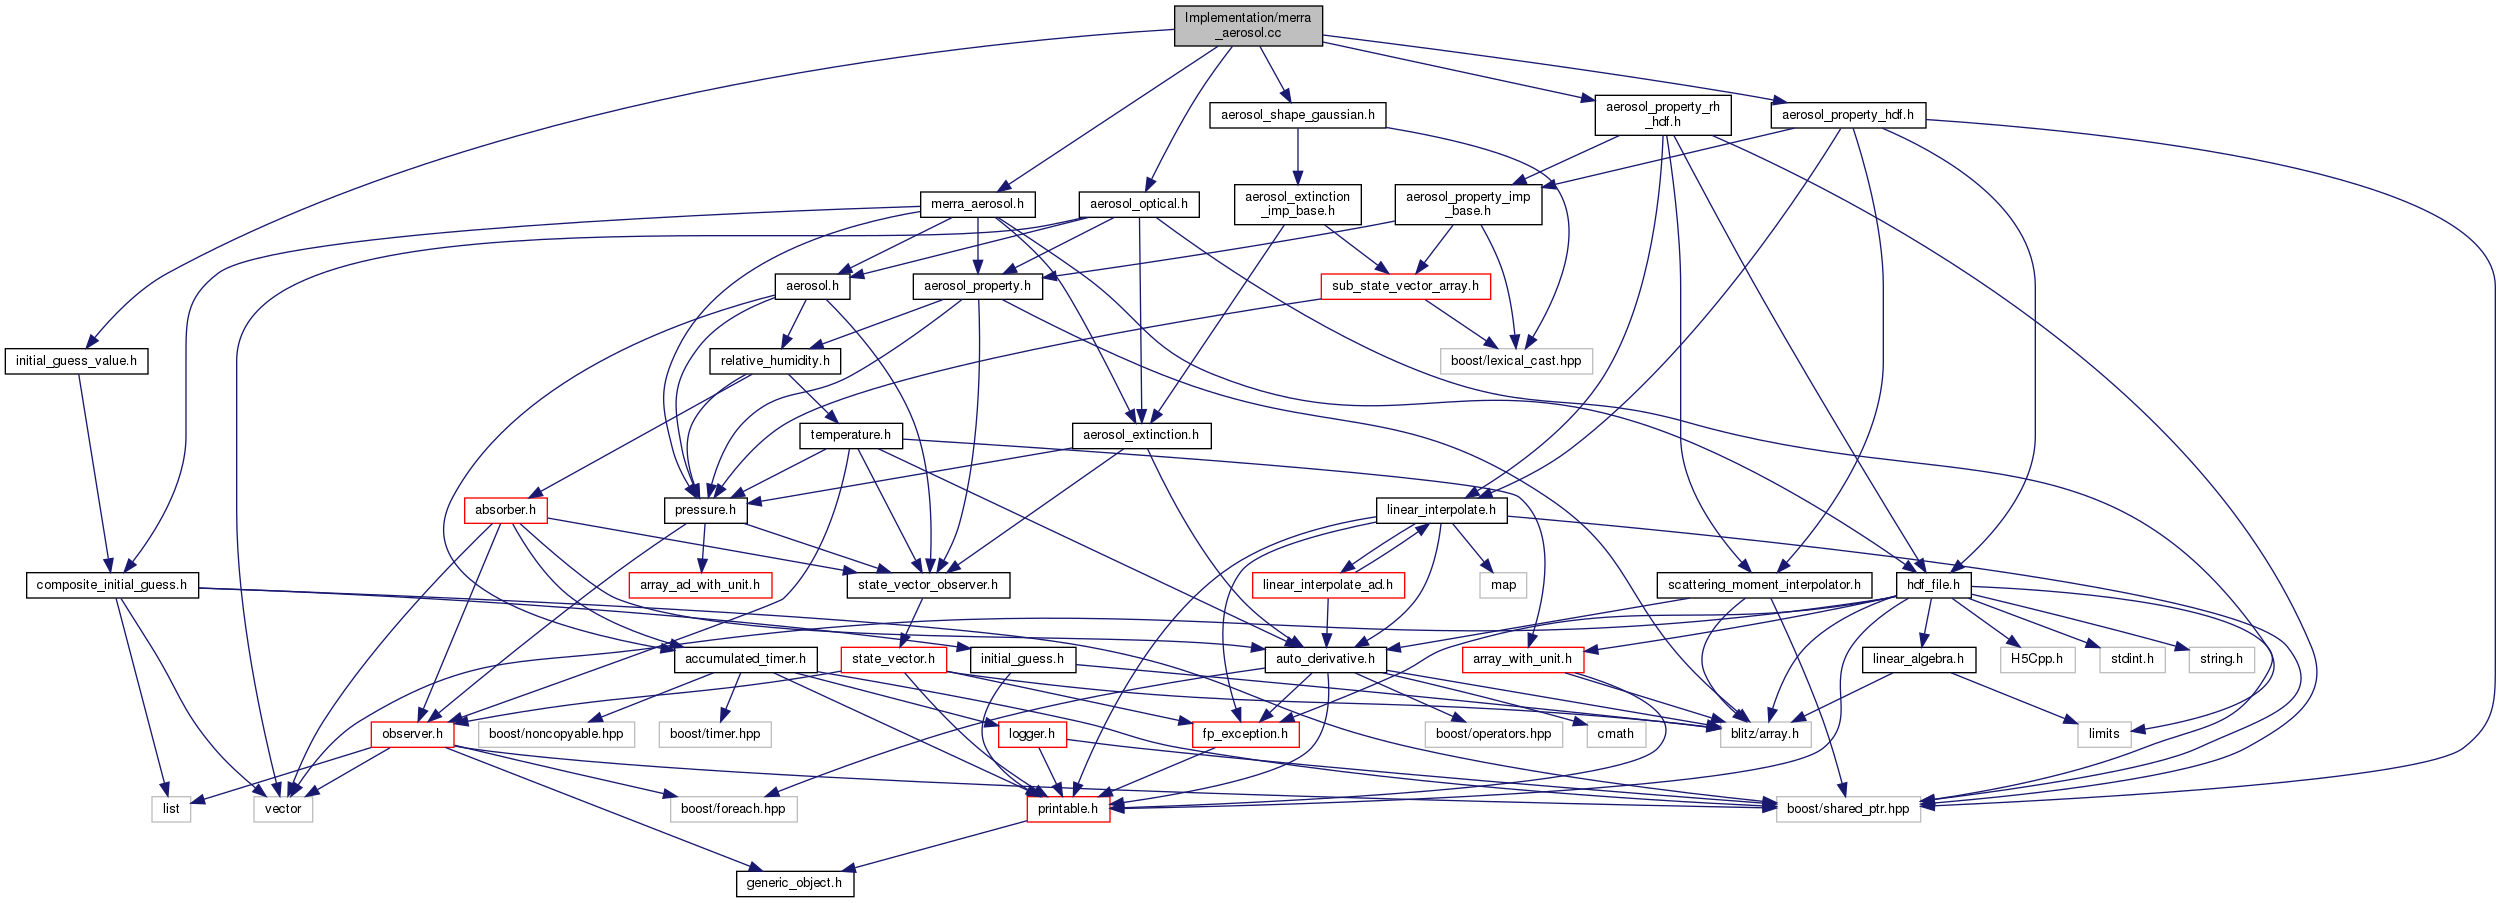 Implementation/merra
_aerosol.cc
aerosol_shape_gaussian.h
aerosol_property_rh
_hdf.h
aerosol_property_hdf.h
merra_aerosol.h
aerosol_optical.h
aerosol_extinction
_imp_base.h
aerosol_property_imp
_base.h
aerosol.h
aerosol_property.h
sub_state_vector_array.h
initial_guess_value.h
relative_humidity.h
boost/lexical_cast.hpp
temperature.h
aerosol_extinction.h
absorber.h
pressure.h
linear_interpolate.h
composite_initial_guess.h
array_ad_with_unit.h
state_vector_observer.h
linear_interpolate_ad.h
map
scattering_moment_interpolator.h
hdf_file.h
accumulated_timer.h
state_vector.h
initial_guess.h
auto_derivative.h
array_with_unit.h
linear_algebra.h
H5Cpp.h
stdint.h
string.h
observer.h
boost/noncopyable.hpp
boost/timer.hpp
logger.h
fp_exception.h
boost/operators.hpp
cmath
blitz/array.h
limits
list
vector
boost/foreach.hpp
printable.h
boost/shared_ptr.hpp
generic_object.h